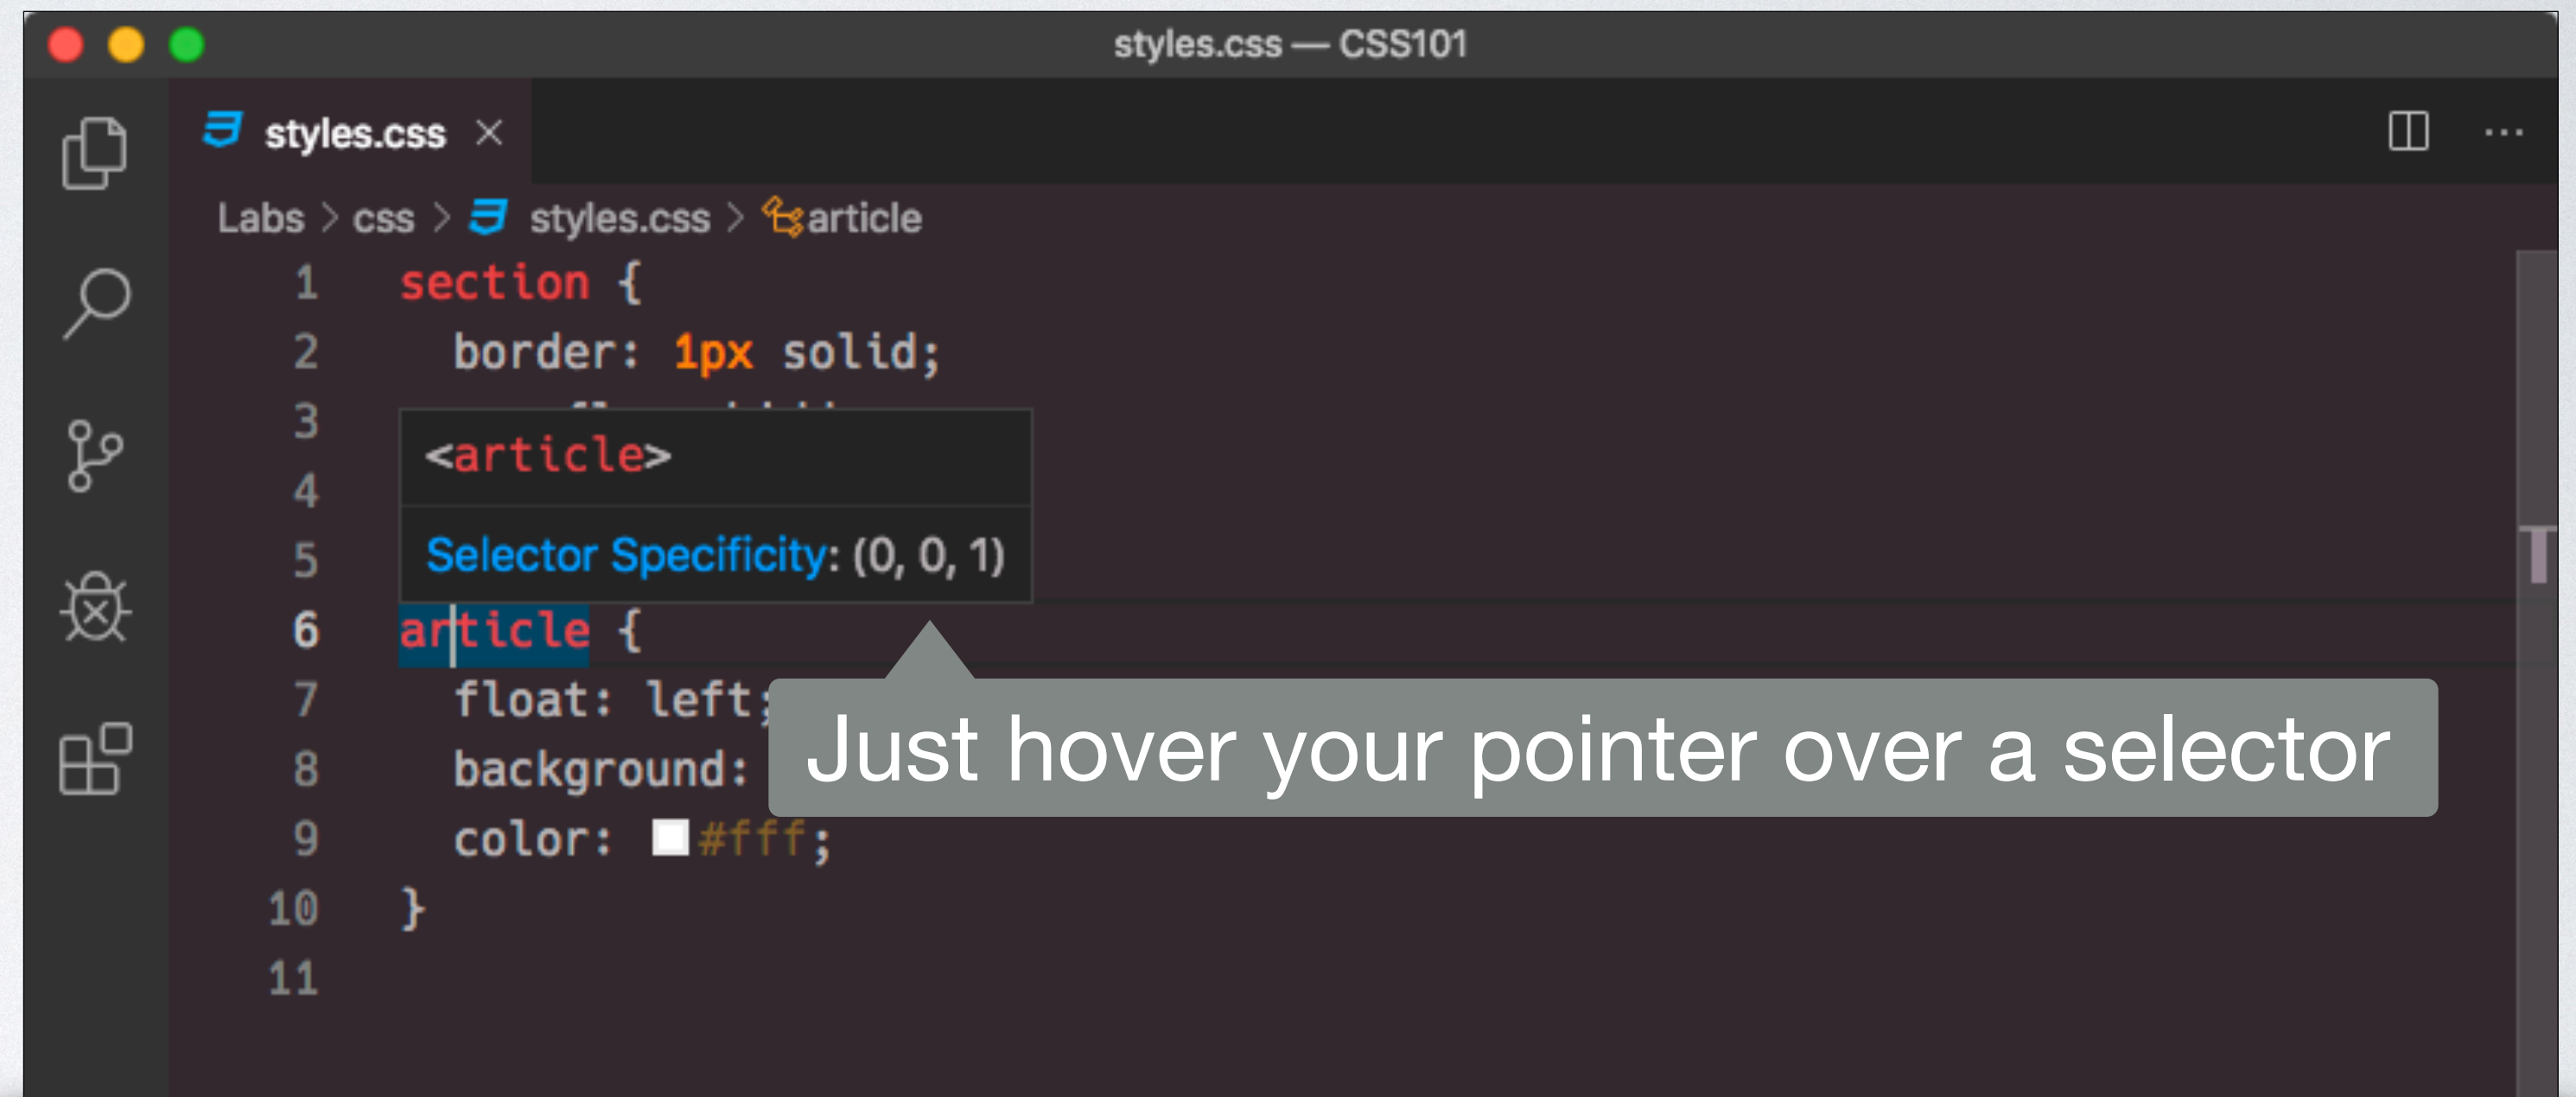 styles.css — CSS101
styles.css ×
Labs > css > styles.css > article
1 section {
2 border: 1px solid;
3
<article>
4
5 Selector Specificity: (0, 0, 1)
6 article {
7 float: left;
Just hover your pointer over a selector
8 background:
9 color: #fff;
10 }
11